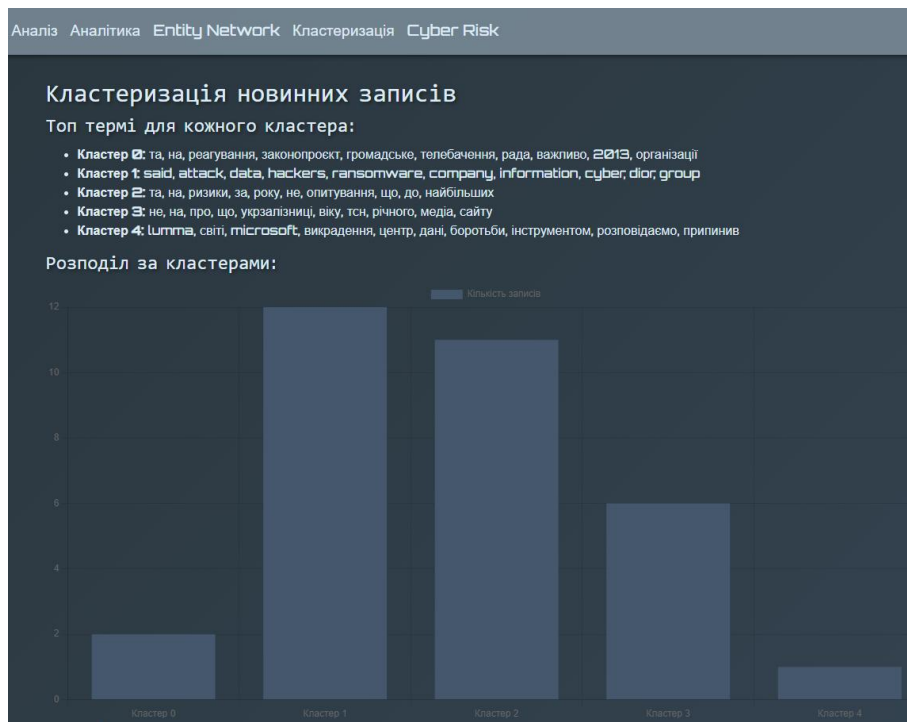 Аналіз Аналітика Entity Network Кластеризація Cyber Risk
Кластеризація новинних записів
Топ термі для кожного кластера:
• Кластер 0: та, на, реагування, законопроєкт, громадське, телебачення, рада, важливо, 2013, організації
• Кластер 1: said, attack, data, hackers, ransomware, company, information, cyber, dior, group
• Кластер 2: та, на, ризики, за, року, не, опитування, що, до, найбільших
• Кластер 3: не, на, про, що, укрзалізниці, віку, тсн, річного, медіа, сайту
• Кластер 4: lumma, світі, microsoft, викрадення, центр, дані, боротьби, інструментом, розповідаємо, припинив
Розподіл за кластерами:
Кількість записів
12
10
8
6
4
2
0
Кластер 0 Кластер 1 Кластер 2 Кластер 3 Кластер 4